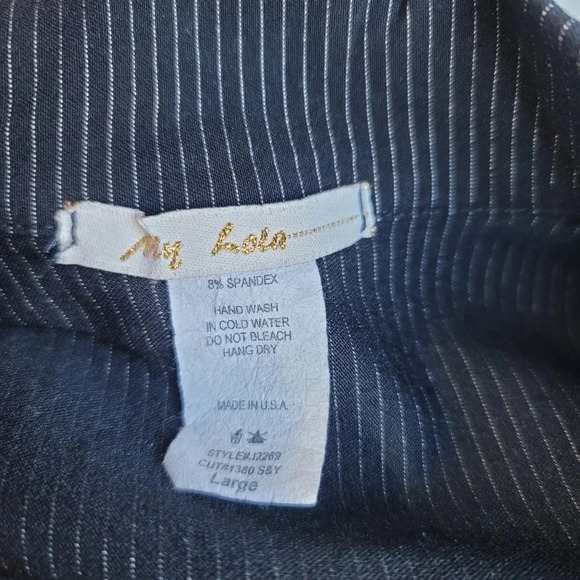 My Lola
8% SPANDEX
HAND WASH
IN COLD WATER
DO NOT BLEACH
HANG DRY
MADE IN U.S.A.
STYLE#J2269
CUT#1380 S&Y
Large